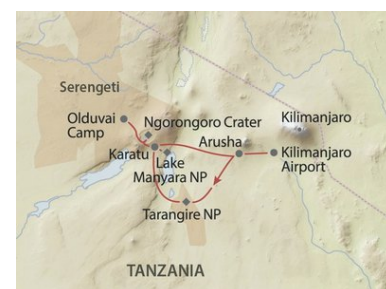 Serengeti
Olduvai
Camp
Ngorongoro Crater
Kilimanjaro
Arusha
Karatu
Lake
Manyara NP
Kilimanjaro
Airport
Tarangire NP
TANZANIA